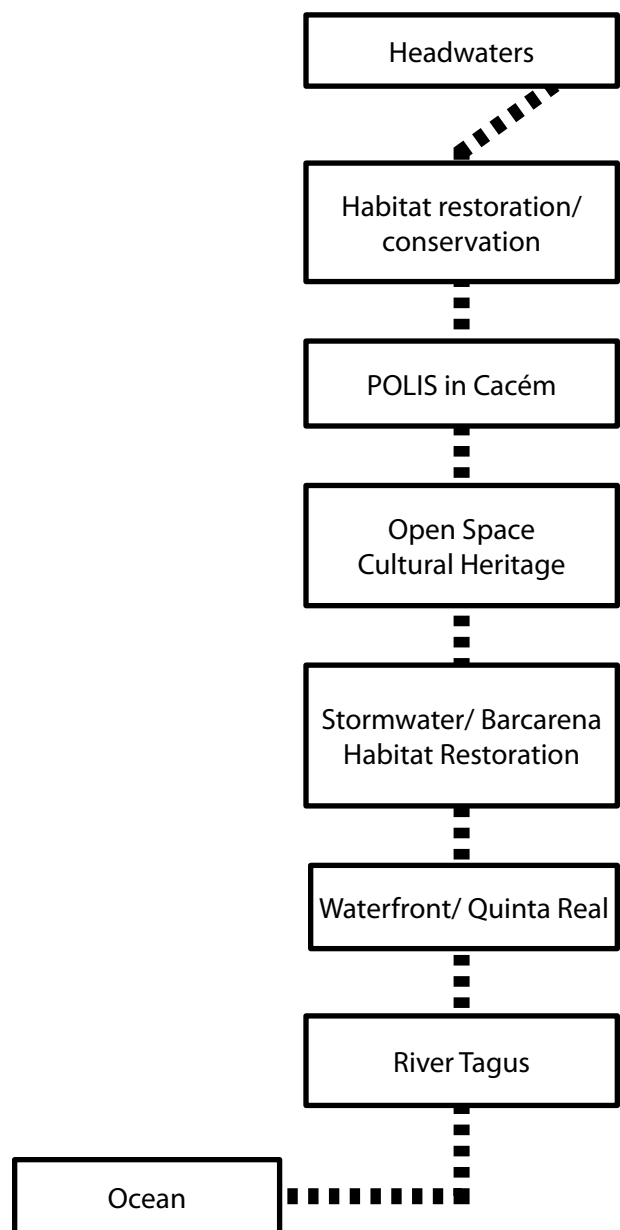 Headwaters
Habitat restoration/
conservation
POLIS in Cacém
Open Space
Cultural Heritage
Stormwater/ Barcarena
Habitat Restoration
Waterfront/ Quinta Real
River Tagus
Ocean